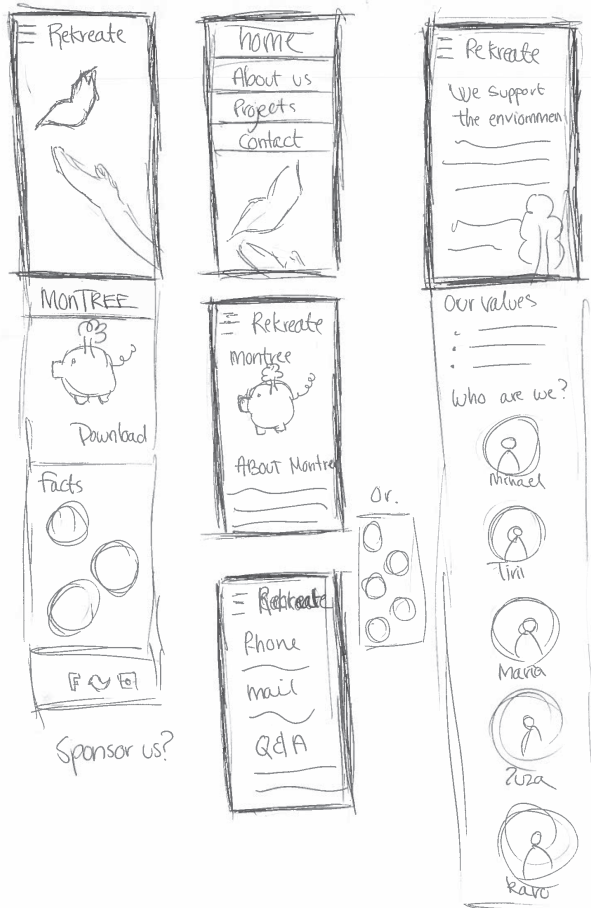 Rekreate
MonTREE
Download
Facts
Sponsor us?
home
About us
Projects
Contact
Rekreate
montree
ABOUT Montre
Or.
Rekreate
Phone
mail
Q&A
Rekreate
We support
the enviommen
Our values
Who are we?
Michael
Tiril
Maria
Zuza
karo